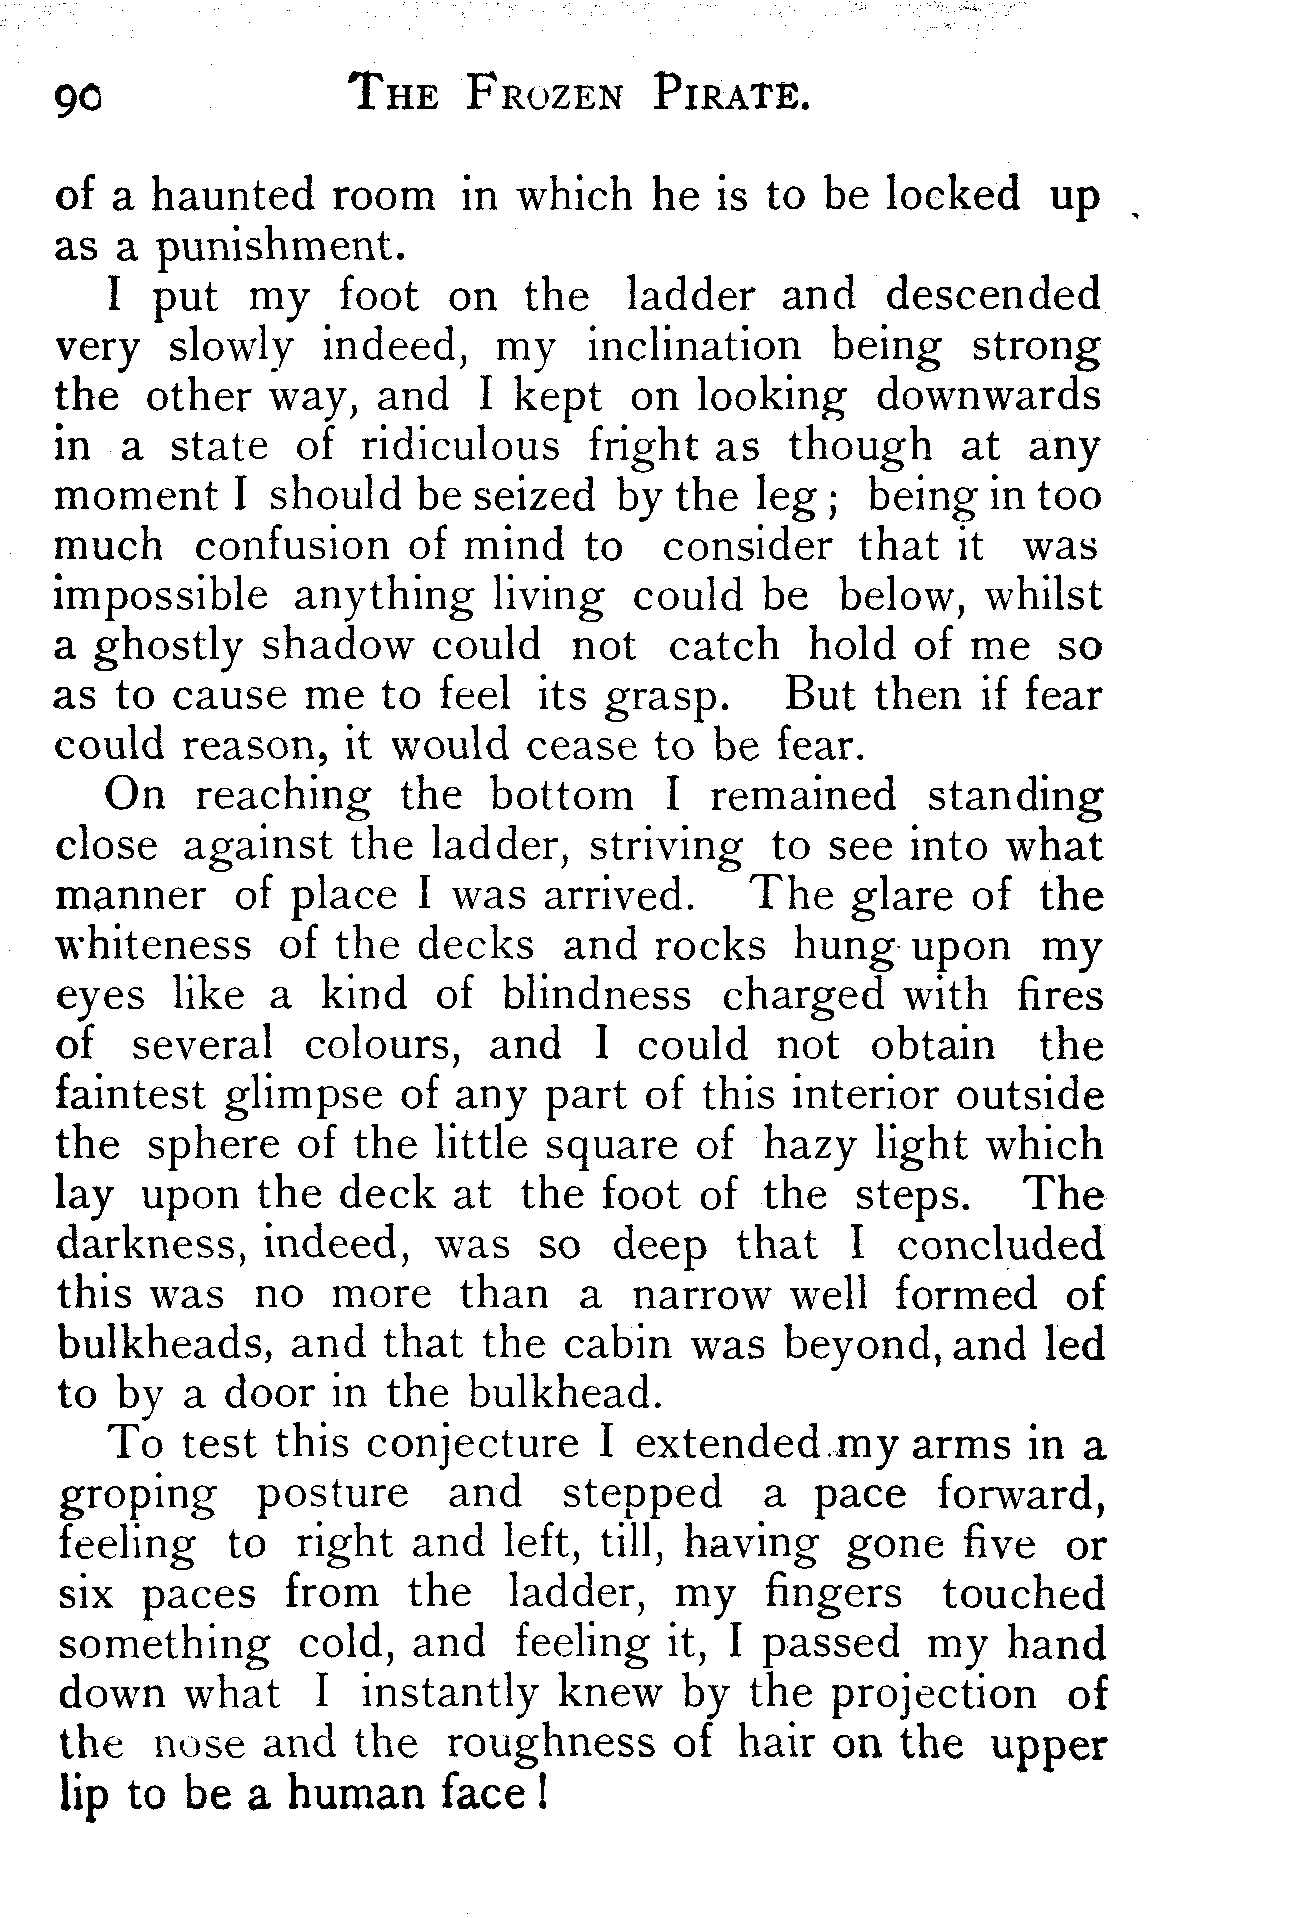 90 THE FROZEN PIRATE.
of a haunted room in which he is to be locked up
as a punishment.
I put my foot on the ladder and descended
very slowly indeed, my inclination being strong
the other way, and I kept on looking downwards
in a state of ridiculous fright as though at any
moment I should be seized by the leg; being in too
much confusion of mind to consider that it was
impossible anything living could be below, whilst
a ghostly shadow could not catch hold of me so
as to cause me to feel its grasp. But then if fear
could reason, it would cease to be fear.
On reaching the bottom I remained standing
close against the ladder, striving to see into what
manner of place I was arrived. The glare of the
whiteness of the decks and rocks hung upon my
eyes like a kind of blindness charged with fires
of several colours, and I could not obtain the
faintest glimpse of any part of this interior outside
the sphere of the little square of hazy light which
lay upon the deck at the foot of the steps. The
darkness, indeed, was so deep that I concluded
this was no more than a narrow well formed of
bulkheads, and that the cabin was beyond, and led
to by a door in the bulkhead.
To test this conjecture I extended my arms in a
groping posture and stepped a pace forward,
feeling to right and left, till, having gone five or
six paces from the ladder, my fingers touched
something cold, and feeling it, I passed my hand
down what I instantly knew by the projection of
the nose and the roughness of hair on the upper
lip to be a human face!